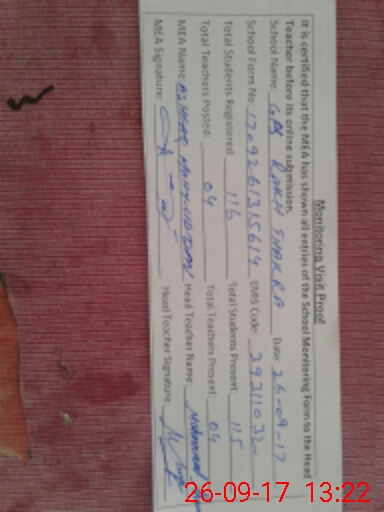 Monitoring Visit Proof
It is certified that the MEA has shown all entries of the School Monitoring Form to the Head
Teacher before its online submission.
School Name GPS RAKH SHAKRA Date: 26-09-17
School Form No: EMIS Code:
Total Students Registered: 116 Total Students Present 115
Total Teachers Posted: 04 Total Teachers Present: 04
MEA Name: Head Teacher Name: Muhammad
MEA Signature: Head Teacher Signature
26-09-17 13:22